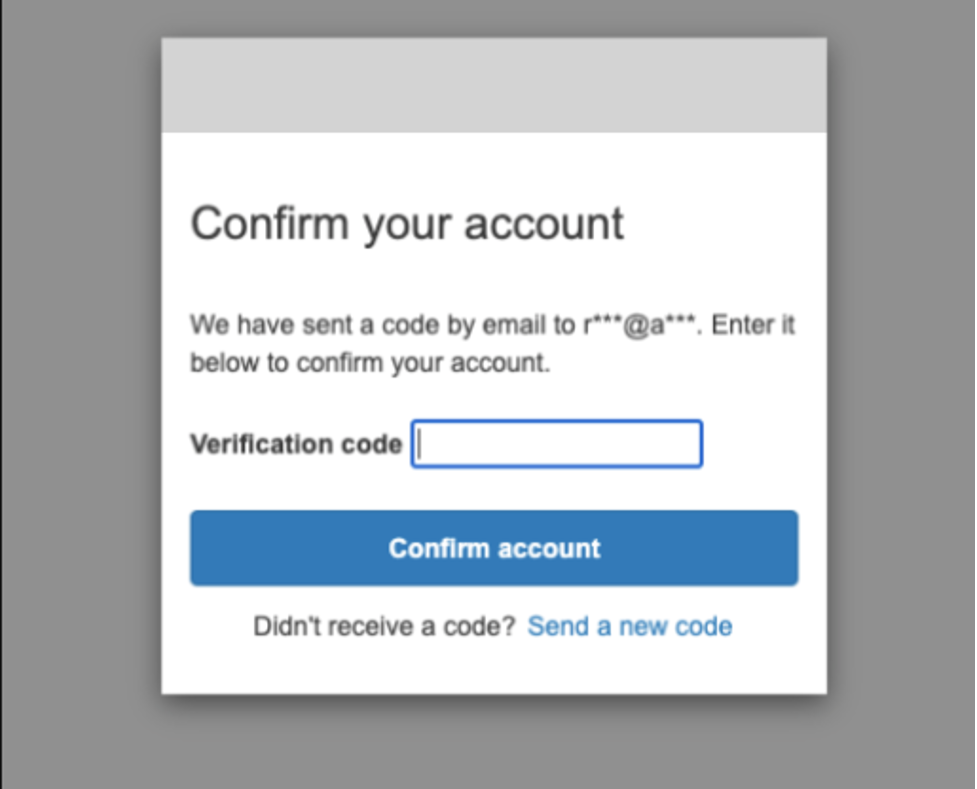 Confirm your account
We have sent a code by email to r***@a***. Enter it
below to confirm your account.
Verification code
Confirm account
Didn't receive a code? Send a new code